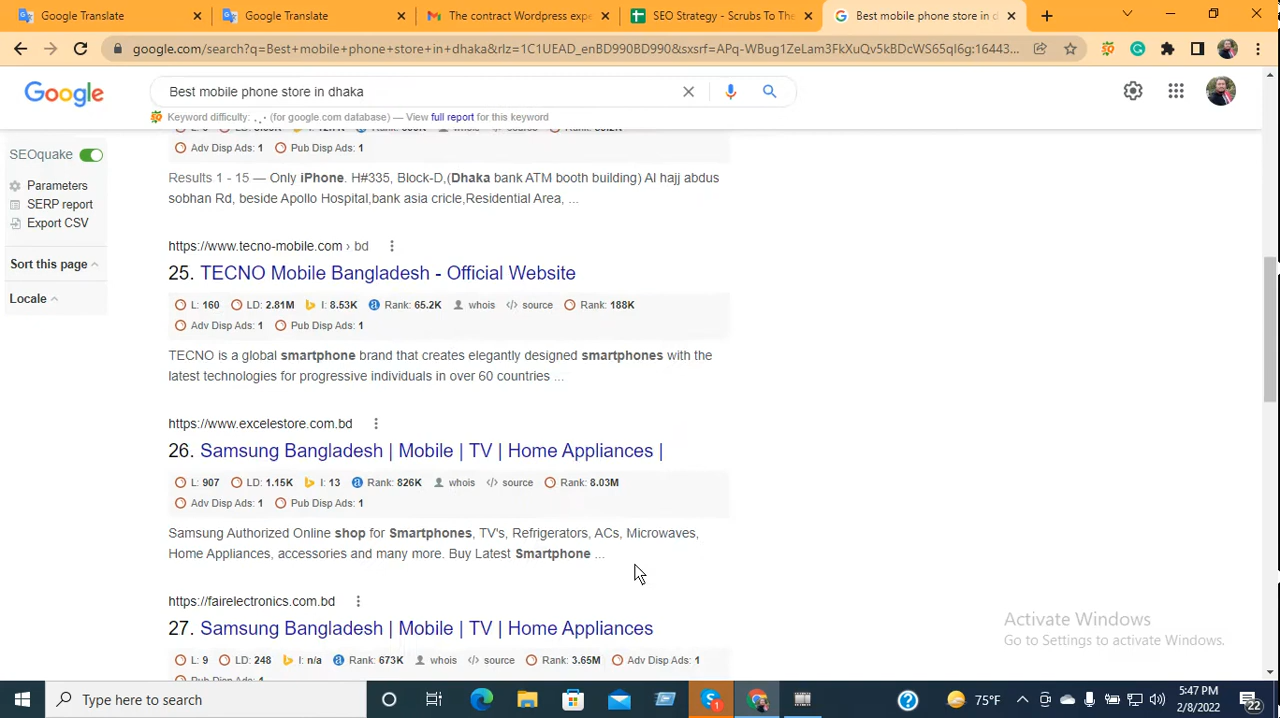 Google Translate
Google Translate
The contract Wordpress expe
SEO Strategy - Scrubs To The
Best mobile phone store in d
google.com/search?q=Best+mobile+phone+store+in+dhaka&rlz=1C1UEAD_enBD990BD990&sxsrf=APq-WBug1ZeLam3FkXuQv5kBDcWS65ql6g:16443...
Google
Best mobile phone store in dhaka
Keyword difficulty: . . (for google.com database) — View full report for this keyword
SEOquake
Parameters
SERP report
Export CSV
Sort this page
Locale
Adv Disp Ads: 1 Pub Disp Ads: 1
Results 1 - 15 — Only iPhone. H#335, Block-D,(Dhaka bank ATM booth building) Al hajj abdus
sobhan Rd, beside Apollo Hospital,bank asia cricle,Residential Area, ...
https://www.tecno-mobile.com › bd
25. TECNO Mobile Bangladesh - Official Website
L: 160 LD: 2.81M I: 8.53K Rank: 65.2K whois source Rank: 188K
Adv Disp Ads: 1 Pub Disp Ads: 1
TECNO is a global smartphone brand that creates elegantly designed smartphones with the
latest technologies for progressive individuals in over 60 countries ...
https://www.excelestore.com.bd
26. Samsung Bangladesh | Mobile | TV | Home Appliances |
L: 907 LD: 1.15K I: 13 Rank: 826K whois source Rank: 8.03M
Adv Disp Ads: 1 Pub Disp Ads: 1
Samsung Authorized Online shop for Smartphones, TV's, Refrigerators, ACs, Microwaves,
Home Appliances, accessories and many more. Buy Latest Smartphone ...
https://fairelectronics.com.bd
27. Samsung Bangladesh | Mobile | TV | Home Appliances
L: 9 LD: 248 I: n/a Rank: 673K whois source Rank: 3.65M Adv Disp Ads: 1
Activate Windows
Go to Settings to activate Windows.
Type here to search
1
75°F
5:47 PM
2/8/2022
22